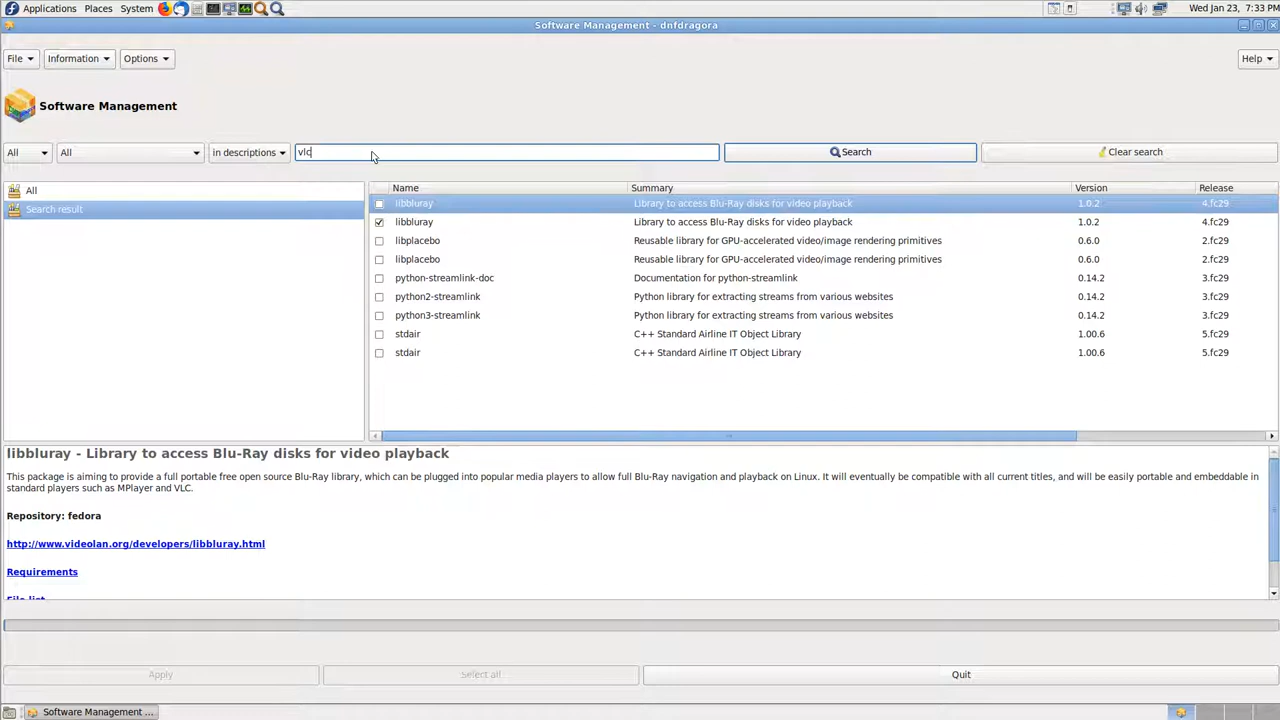 Applications Places System Wed Jan 23, 7:33 PM
Software Management - dnfdragora
File Information Options Help
Software Management
All All in descriptions vlc Search Clear search
All
Search result
Name Summary Version Release
libbluray Library to access Blu-Ray disks for video playback 1.0.2 4.fc29
libbluray Library to access Blu-Ray disks for video playback 1.0.2 4.fc29
libplacebo Reusable library for GPU-accelerated video/image rendering primitives 0.6.0 2.fc29
libplacebo Reusable library for GPU-accelerated video/image rendering primitives 0.6.0 2.fc29
python-streamlink-doc Documentation for python-streamlink 0.14.2 3.fc29
python2-streamlink Python library for extracting streams from various websites 0.14.2 3.fc29
python3-streamlink Python library for extracting streams from various websites 0.14.2 3.fc29
stdair C++ Standard Airline IT Object Library 1.00.6 5.fc29
stdair C++ Standard Airline IT Object Library 1.00.6 5.fc29
libbluray - Library to access Blu-Ray disks for video playback
This package is aiming to provide a full portable free open source Blu-Ray library, which can be plugged into popular media players to allow full Blu-Ray navigation and playback on Linux. It will eventually be compatible with all current titles, and will be easily portable and embeddable in
standard players such as MPlayer and VLC.
Repository: fedora
http://www.videolan.org/developers/libbluray.html
Requirements
File list
Apply Select all Quit
Software Management ...